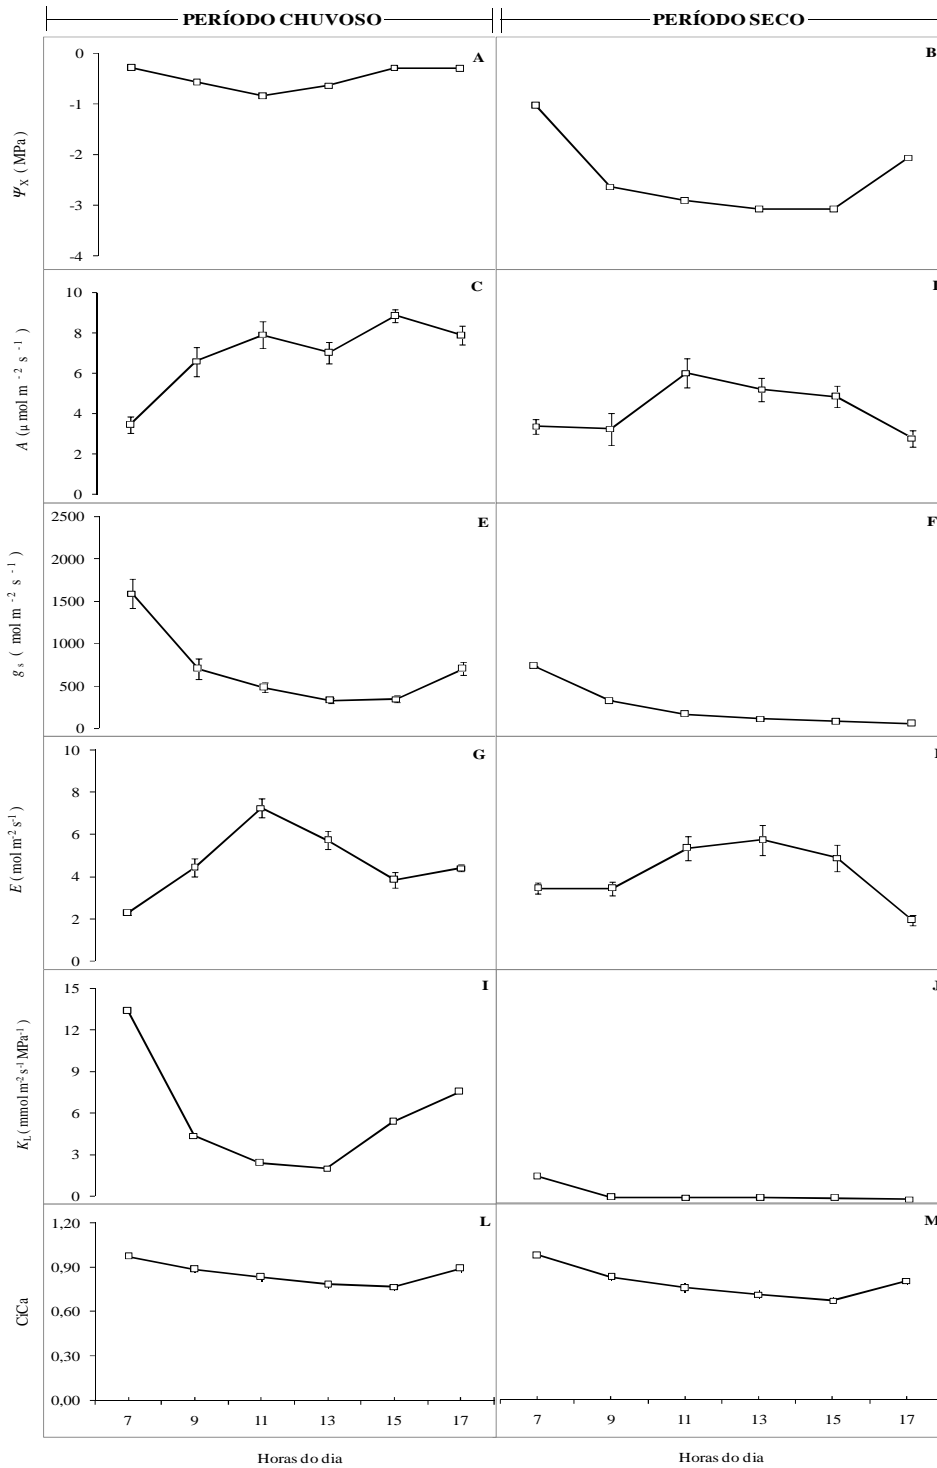 PERÍODO CHUVOSO PERÍODO SECO
A B
0
-1
-2
-3
-4
Ψx (MPa)
C
10
8
6
4
2
0
A (µ mol m -2 s -1)
E F
2500
2000
1500
1000
500
0
g s ( mol m -2 s -1)
G
10
8
6
4
2
0
E (mol m-2 s-1)
I J
15
12
9
6
3
0
KL (mmol m-2 s-1 MPa-1)
L M
1,20
0,90
0,60
0,30
0,00
CiCa
7 9 11 13 15 17 7 9 11 13 15 17
Horas do dia Horas do dia